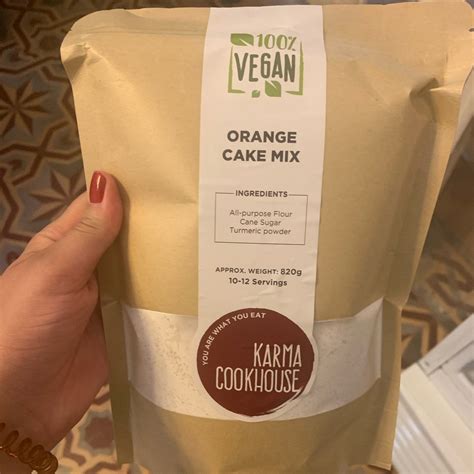 100%
VEGAN
ORANGE
CAKE MIX
INGREDIENTS
All-purpose Flour
Cane Sugar
Turmeric powder
APPROX. WEIGHT: 820g
10-12 Servings
YOU ARE WHAT YOU EAT
KARMA
COOKHOUSE